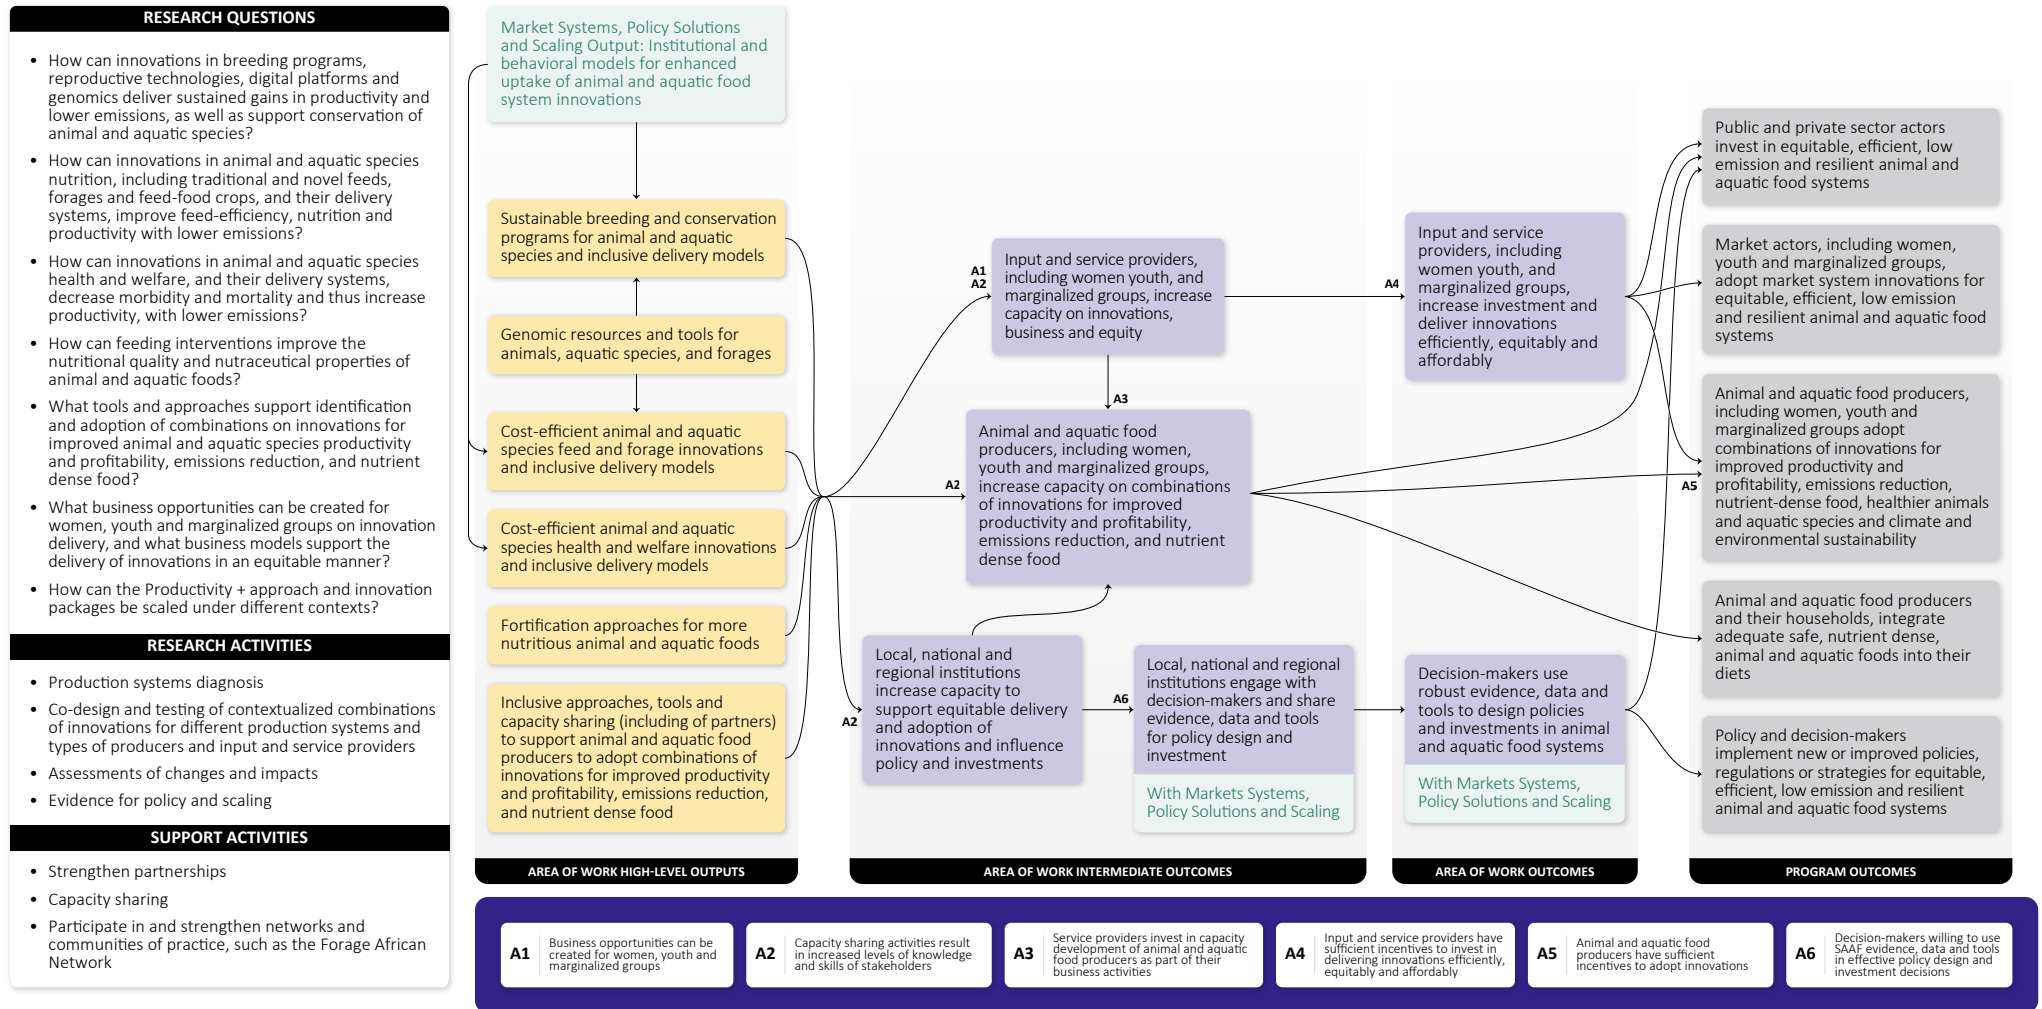 RESEARCH QUESTIONS
• How can innovations in breeding programs,
reproductive technologies, digital platforms and
genomics deliver sustained gains in productivity and
lower emissions, as well as support conservation of
animal and aquatic species?
• How can innovations in animal and aquatic species
nutrition, including traditional and novel feeds,
forages and feed-food crops, and their delivery
systems, improve feed-efficiency, nutrition and
productivity with lower emissions?
• How can innovations in animal and aquatic species
health and welfare, and their delivery systems,
decrease morbidity and mortality and thus increase
productivity, with lower emissions?
• How can feeding interventions improve the
nutritional quality and nutraceutical properties of
animal and aquatic foods?
• What tools and approaches support identification
and adoption of combinations on innovations for
improved animal and aquatic species productivity
and profitability, emissions reduction, and nutrient
dense food?
• What business opportunities can be created for
women, youth and marginalized groups on innovation
delivery, and what business models support the
delivery of innovations in an equitable manner?
• How can the Productivity + approach and innovation
packages be scaled under different contexts?
RESEARCH ACTIVITIES
• Production systems diagnosis
• Co-design and testing of contextualized combinations
of innovations for different production systems and
types of producers and input and service providers
• Assessments of changes and impacts
• Evidence for policy and scaling
SUPPORT ACTIVITIES
• Strengthen partnerships
• Capacity sharing
• Participate in and strengthen networks and
communities of practice, such as the Forage African
Network
Market Systems, Policy Solutions
and Scaling Output: Institutional and
behavioral models for enhanced
uptake of animal and aquatic food
system innovations
Sustainable breeding and conservation
programs for animal and aquatic
species and inclusive delivery models
Genomic resources and tools for
animals, aquatic species, and forages
Cost-efficient animal and aquatic
species feed and forage innovations
and inclusive delivery models
Cost-efficient animal and aquatic
species health and welfare innovations
and inclusive delivery models
Fortification approaches for more
nutritious animal and aquatic foods
Inclusive approaches, tools and
capacity sharing (including of partners)
to support animal and aquatic food
producers to adopt combinations of
innovations for improved productivity
and profitability, emissions reduction,
and nutrient dense food
AREA OF WORK HIGH-LEVEL OUTPUTS
A1
A2
Input and service providers,
including women youth, and
marginalized groups, increase
capacity on innovations,
business and equity
A3
A2
Animal and aquatic food
producers, including women,
youth and marginalized groups,
increase capacity on combinations
of innovations for improved
productivity and profitability,
emissions reduction, and nutrient
dense food
A2
Local, national and
regional institutions
increase capacity to
support equitable delivery
and adoption of
innovations and influence
policy and investments
A6
Local, national and regional
institutions engage with
decision-makers and share
evidence, data and tools
for policy design and
investment
With Markets Systems,
Policy Solutions and Scaling
AREA OF WORK INTERMEDIATE OUTCOMES
A4
Input and service
providers, including
women youth, and
marginalized groups,
increase investment and
deliver innovations
efficiently, equitably and
affordably
Decision-makers use
robust evidence, data and
tools to design policies
and investments in animal
and aquatic food systems
With Markets Systems,
Policy Solutions and Scaling
AREA OF WORK OUTCOMES
Public and private sector actors
invest in equitable, efficient, low
emission and resilient animal and
aquatic food systems
Market actors, including women,
youth and marginalized groups,
adopt market system innovations for
equitable, efficient, low emission
and resilient animal and aquatic food
systems
A5
Animal and aquatic food producers,
including women, youth and
marginalized groups adopt
combinations of innovations for
improved productivity and
profitability, emissions reduction,
nutrient-dense food, healthier animals
and aquatic species and climate and
environmental sustainability
Animal and aquatic food producers
and their households, integrate
adequate safe, nutrient dense,
animal and aquatic foods into their
diets
Policy and decision-makers
implement new or improved policies,
regulations or strategies for equitable,
efficient, low emission and resilient
animal and aquatic food systems
PROGRAM OUTCOMES
A1
Business opportunities can be
created for women, youth and
marginalized groups
A2
Capacity sharing activities result
in increased levels of knowledge
and skills of stakeholders
A3
Service providers invest in capacity
development of animal and aquatic
food producers as part of their
business activities
A4
Input and service providers have
sufficient incentives to invest in
delivering innovations efficiently,
equitably and affordably
A5
Animal and aquatic food
producers have sufficient
incentives to adopt innovations
A6
Decision-makers willing to use
SAAF evidence, data and tools
in effective policy design and
investment decisions